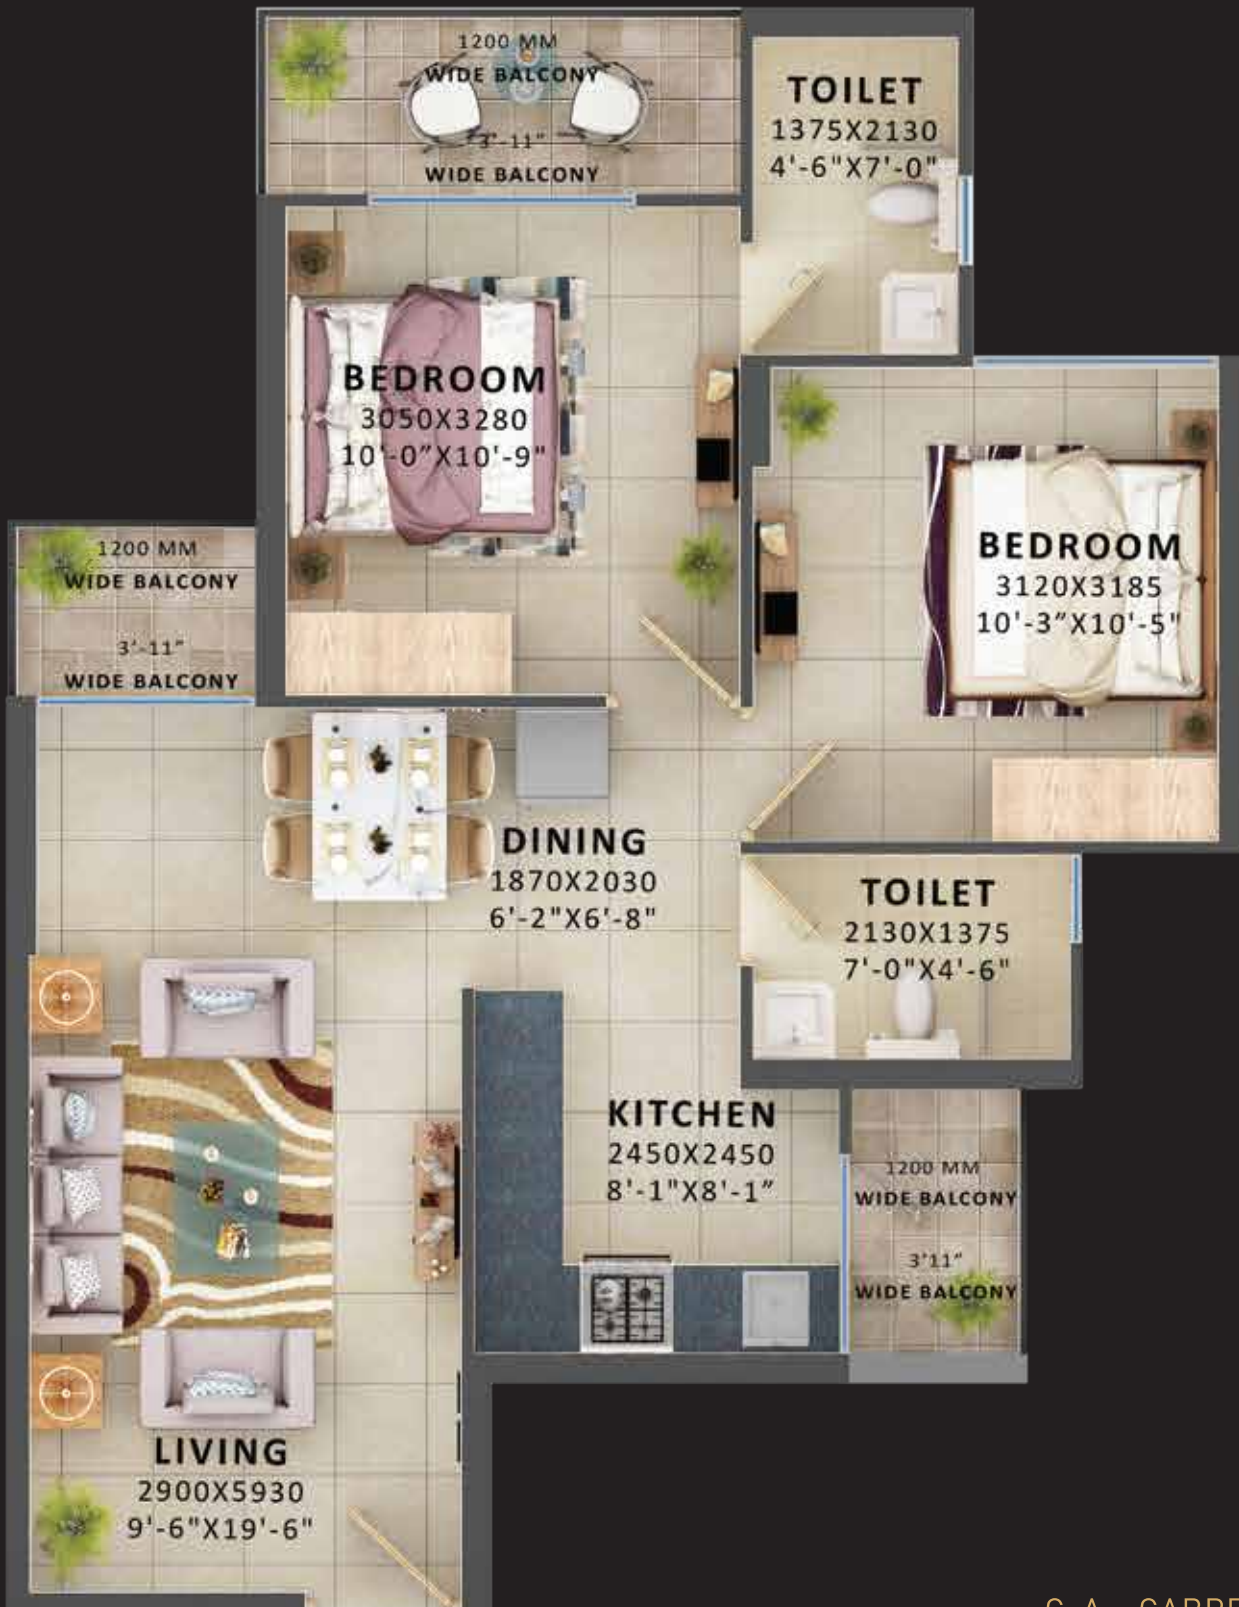 1200 MM
WIDE BALCONY
3'-11"
WIDE BALCONY
TOILET
1375X2130
4'-6"X7'-0"
BEDROOM
3050X3280
10'-0"X10'-9"
1200 MM
WIDE BALCONY
3'-11"
WIDE BALCONY
BEDROOM
3120X3185
10'-3"X10'-5"
DINING
1870X2030
6'-2"X6'-8"
TOILET
2130X1375
7'-0"X4'-6"
KITCHEN
2450X2450
8'-1"X8'-1"
1200 MM
WIDE BALCONY
3'11"
WIDE BALCONY
LIVING
2900X5930
9'-6"X19'-6"